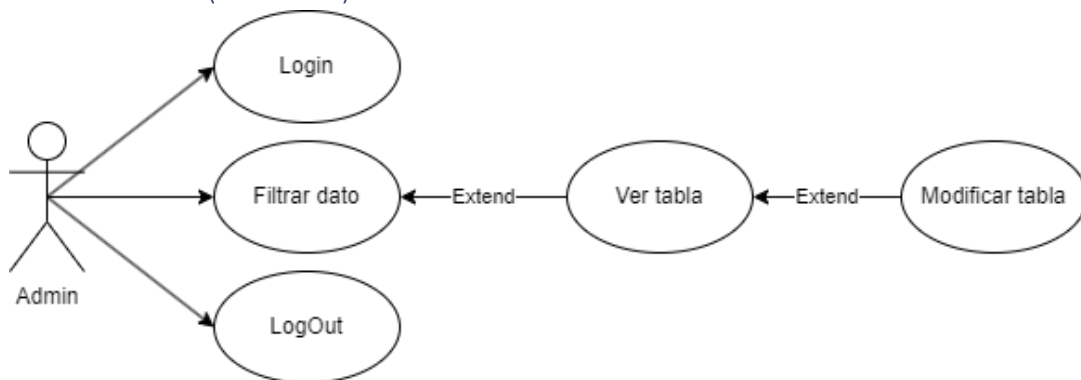 Login
Filtrar dato
Extend
Ver tabla
Extend
Modificar tabla
Admin
LogOut